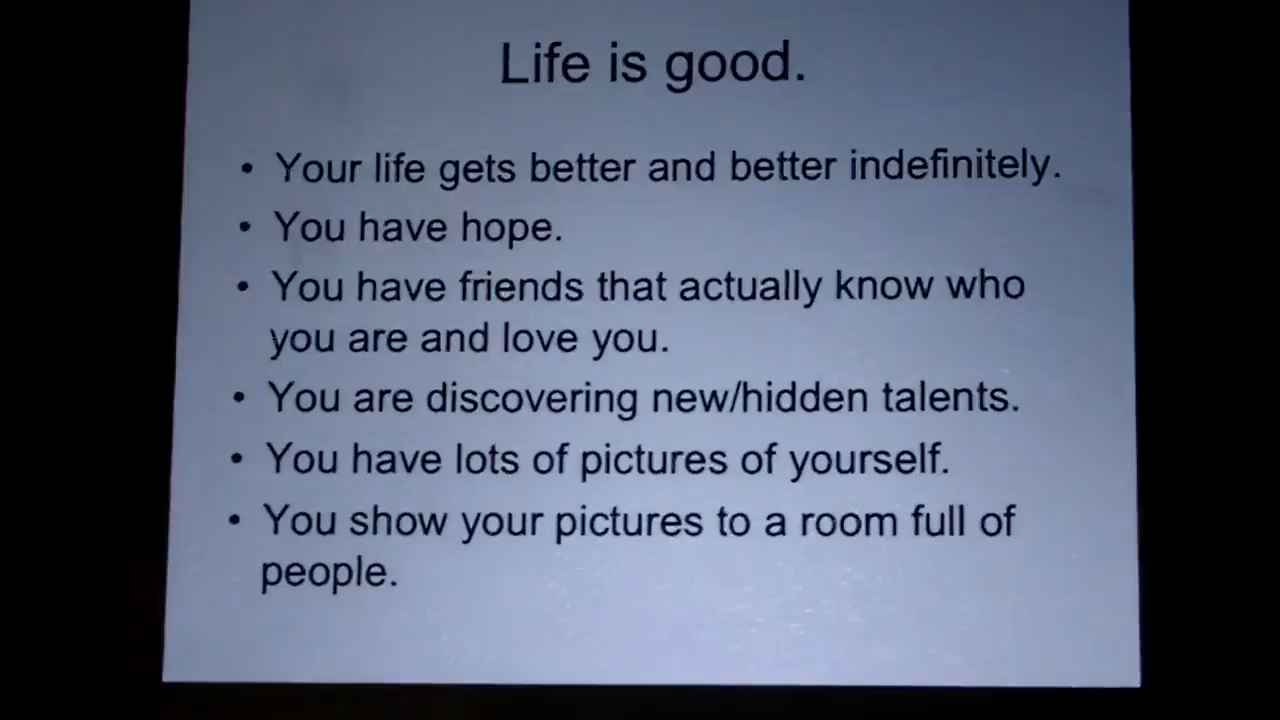 Life is good.
• Your life gets better and better indefinitely.
• You have hope.
• You have friends that actually know who
you are and love you.
• You are discovering new/hidden talents.
• You have lots of pictures of yourself.
• You show your pictures to a room full of
people.